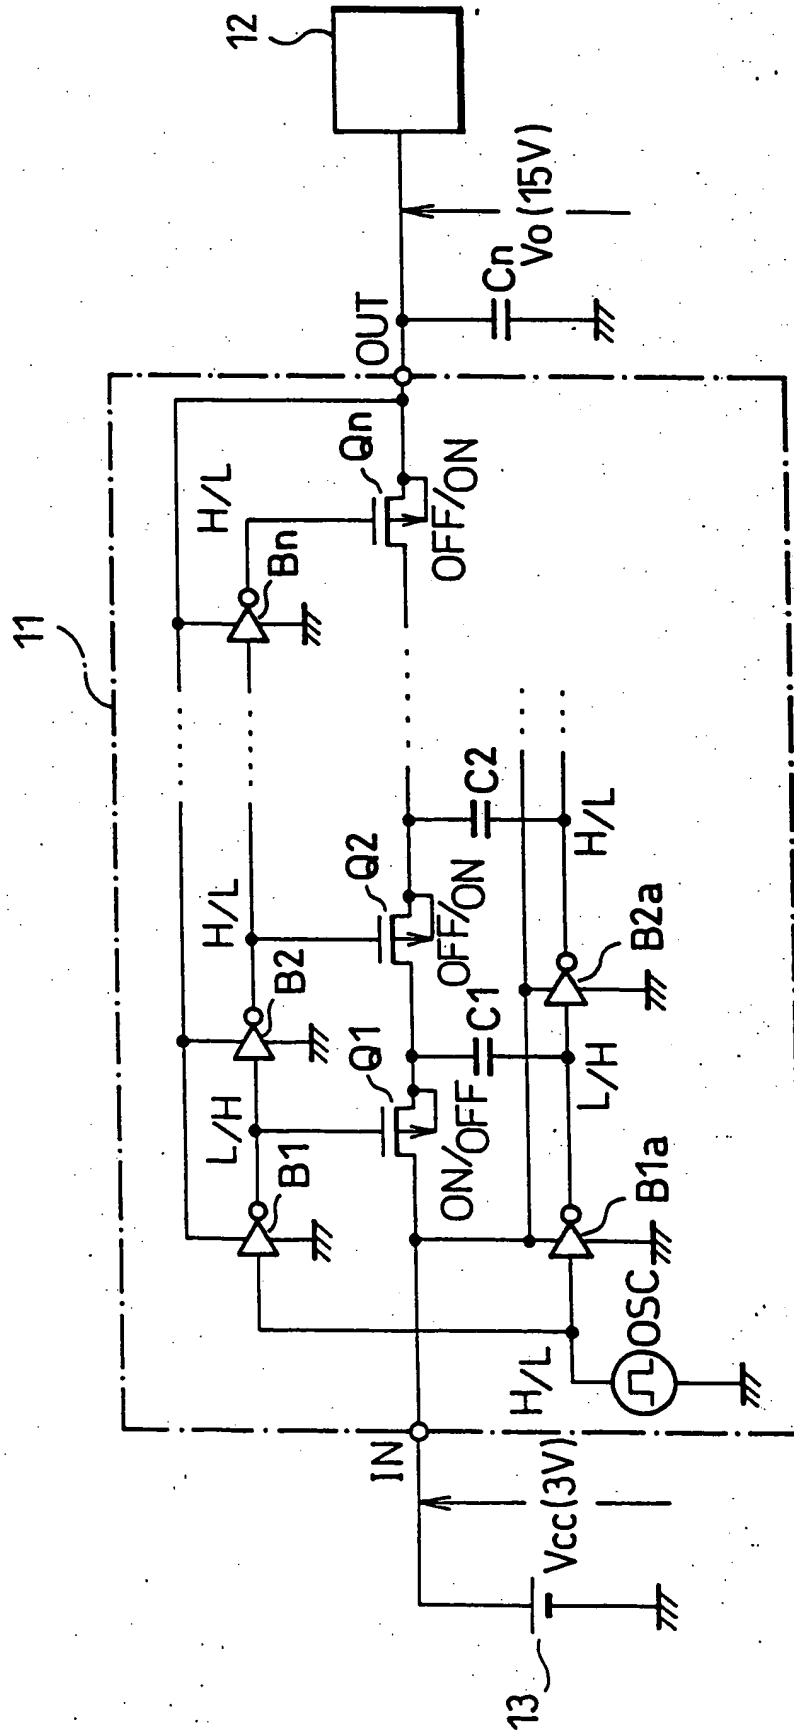 11
12
13
IN
Vcc(3V)
H/L
OSC
B1
B1a
L/H
Q1
ON/OFF
C1
L/H
B2
B2a
H/L
Q2
OFF/ON
C2
H/L
Bn
H/L
Qn
OFF/ON
OUT
Cn
Vo(15V)